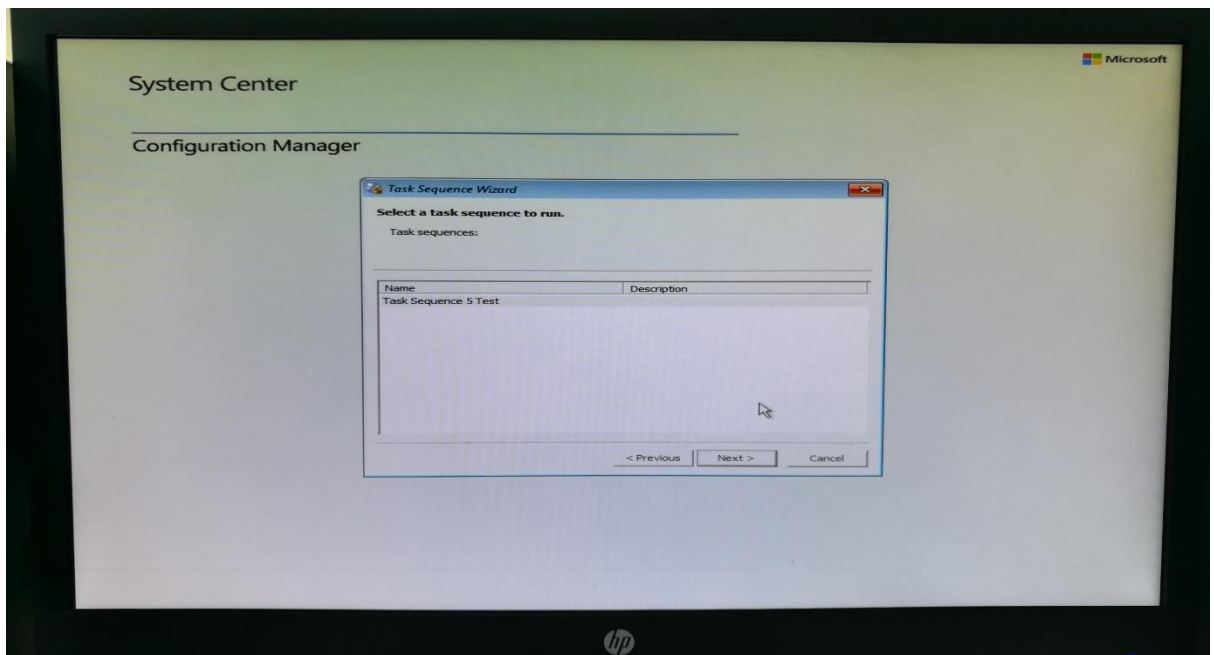 Microsoft
System Center
Configuration Manager
Task Sequence Wizard
Select a task sequence to run.
Task sequences:
Name Description
Task Sequence 5 Test
< Previous Next > Cancel
hp